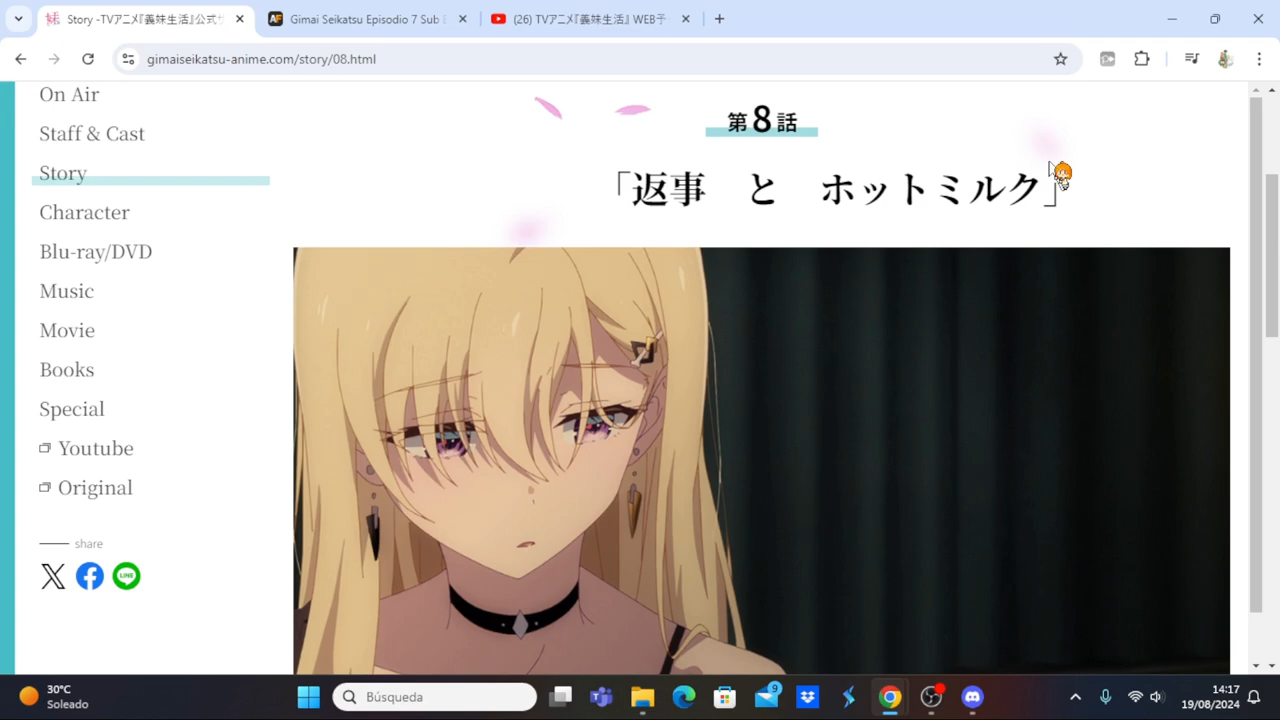 Story -TVアニメ『義妹生活』公式サ
Gimai Seikatsu Episodio 7 Sub E
(26) TVアニメ『義妹生活』 WEB予
gimaiseikatsu-anime.com/story/08.html
On Air
Staff & Cast
Story
Character
Blu-ray/DVD
Music
Movie
Books
Special
Youtube
Original
share
LINE
第8話
「返事　と　ホットミルク」
30°C
Soleado
Búsqueda
9
14:17
19/08/2024